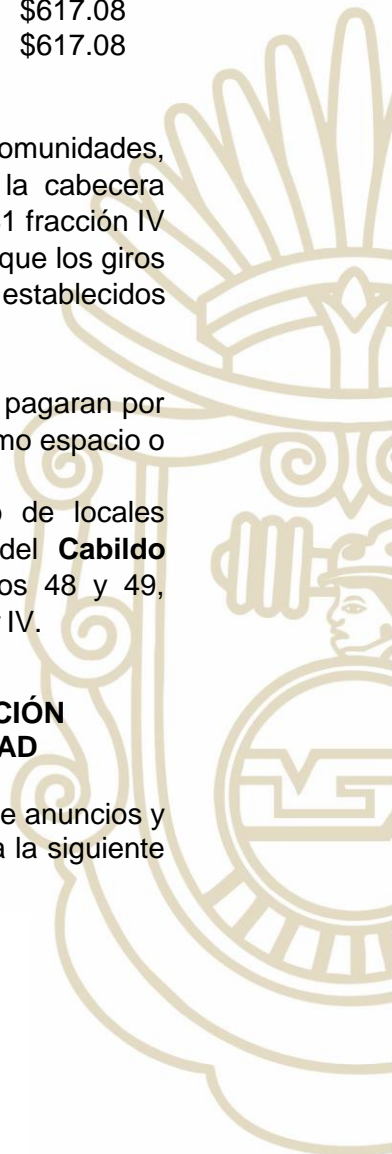 $617.08
$617.08
omunidades,
la cabecera
1 fracción IV
que los giros
establecidos
pagaran por
mo espacio o
de locales
del Cabildo
os 48 y 49,
IV.
CIÓN
AD
e anuncios y
a la siguiente